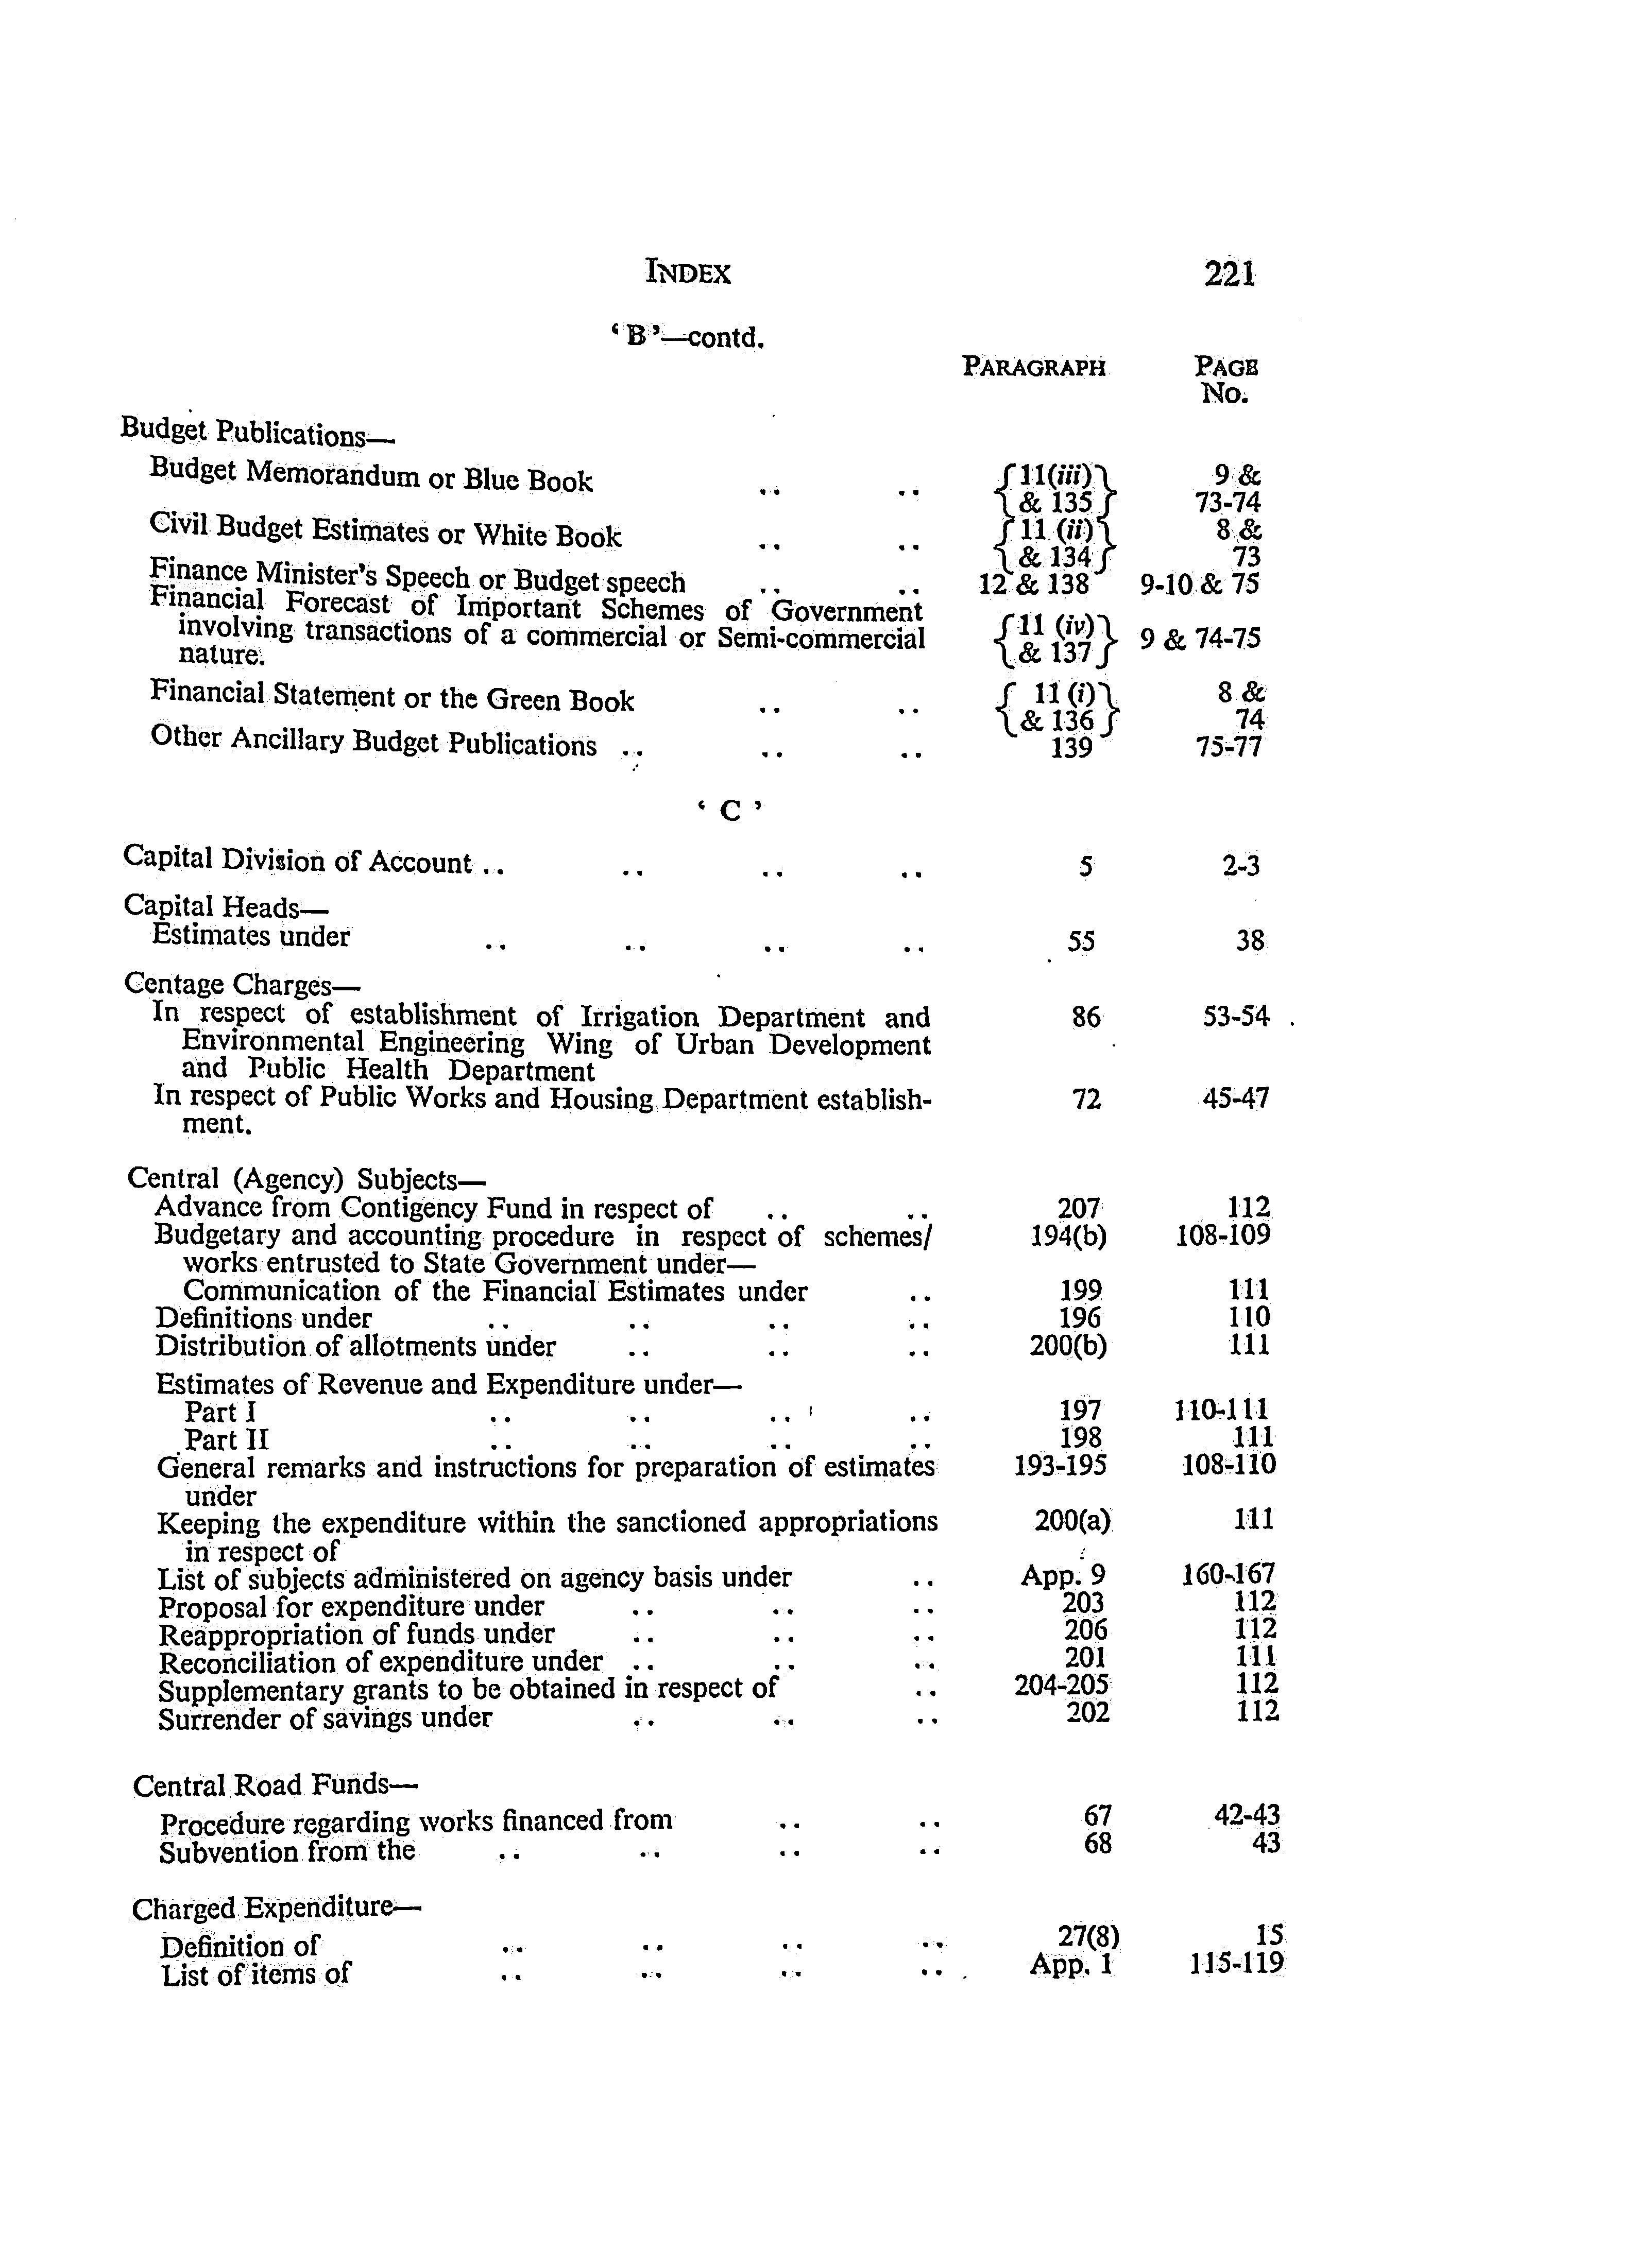 INDEX 221
‘ B ’—contd.
PARAGRAPH PAGE
No.
Budget Publications—
Budget Memorandum or Blue Book .. .. {11(iii)} 9 &
{& 135} 73-74
Civil Budget Estimates or White Book .. .. {11 (ii)} 8 &
{& 134} 73
Finance Minister’s Speech or Budget speech .. .. 12 & 138 9-10 & 75
Financial Forecast of Important Schemes of Government
involving transactions of a commercial or Semi-commercial {11 (iv)} 9 & 74-75
nature. {& 137}
Financial Statement or the Green Book .. .. { 11 (i)} 8 &
{& 136} 74
Other Ancillary Budget Publications .. .. .. 139 75-77
‘ C ’
Capital Division of Account .. .. .. .. 5 2-3
Capital Heads—
Estimates under .. .. .. .. 55 38
Centage Charges—
In respect of establishment of Irrigation Department and 86 53-54
Environmental Engineering Wing of Urban Development
and Public Health Department
In respect of Public Works and Housing Department establish- 72 45-47
ment.
Central (Agency) Subjects—
Advance from Contigency Fund in respect of .. .. 207 112
Budgetary and accounting procedure in respect of schemes/ 194(b) 108-109
works entrusted to State Government under—
Communication of the Financial Estimates under .. 199 111
Definitions under .. .. .. .. 196 110
Distribution of allotments under .. .. .. 200(b) 111
Estimates of Revenue and Expenditure under—
Part I .. .. .. .. 197 110-111
Part II .. .. .. .. 198 111
General remarks and instructions for preparation of estimates 193-195 108-110
under
Keeping the expenditure within the sanctioned appropriations 200(a) 111
in respect of
List of subjects administered on agency basis under .. App. 9 160-167
Proposal for expenditure under .. .. .. 203 112
Reappropriation of funds under .. .. .. 206 112
Reconciliation of expenditure under .. .. .. 201 111
Supplementary grants to be obtained in respect of .. 204-205 112
Surrender of savings under .. .. .. 202 112
Central Road Funds—
Procedure regarding works financed from .. .. 67 42-43
Subvention from the .. .. .. .. 68 43
Charged Expenditure—
Definition of .. .. .. .. 27(8) 15
List of items of .. .. .. .. App. 1 115-119